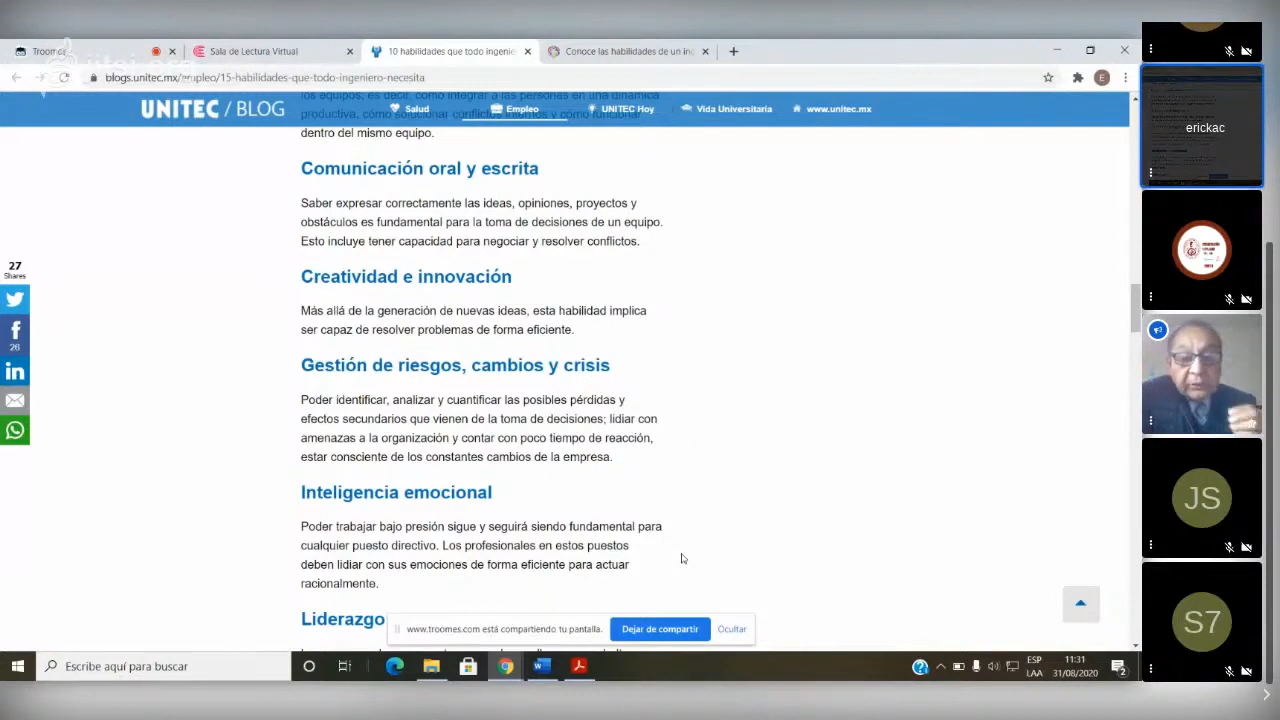 Troomes
Sala de Lectura Virtual
10 habilidades que todo ingenie
Conoce las habilidades de un in
blogs.unitec.mx/empleo/15-habilidades-que-todo-ingeniero-necesita
E
UNITEC / BLOG
Salud
Empleo
UNITEC Hoy
Vida Universitaria
www.unitec.mx
los equipos, es decir, cómo integrar a las personas en una dinámica
productiva, cómo solucionar conflictos internos y cómo funcionar
dentro del mismo equipo.
Comunicación oral y escrita
Saber expresar correctamente las ideas, opiniones, proyectos y
obstáculos es fundamental para la toma de decisiones de un equipo.
Esto incluye tener capacidad para negociar y resolver conflictos.
Creatividad e innovación
Más allá de la generación de nuevas ideas, esta habilidad implica
ser capaz de resolver problemas de forma eficiente.
Gestión de riesgos, cambios y crisis
Poder identificar, analizar y cuantificar las posibles pérdidas y
efectos secundarios que vienen de la toma de decisiones; lidiar con
amenazas a la organización y contar con poco tiempo de reacción,
estar consciente de los constantes cambios de la empresa.
Inteligencia emocional
Poder trabajar bajo presión sigue y seguirá siendo fundamental para
cualquier puesto directivo. Los profesionales en estos puestos
deben lidiar con sus emociones de forma eficiente para actuar
racionalmente.
Liderazgo
27
Shares
26
www.troomes.com está compartiendo tu pantalla.
Dejar de compartir
Ocultar
Escribe aquí para buscar
ESP
LAA
11:31
31/08/2020
2
erickac
JS
S7